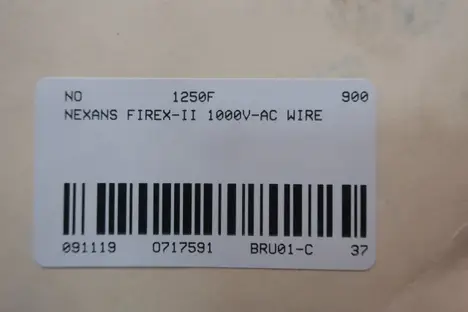 NO 1250F 900
NEXANS FIREX-II 1000V-AC WIRE
091119 0717591 BRU01-C 37